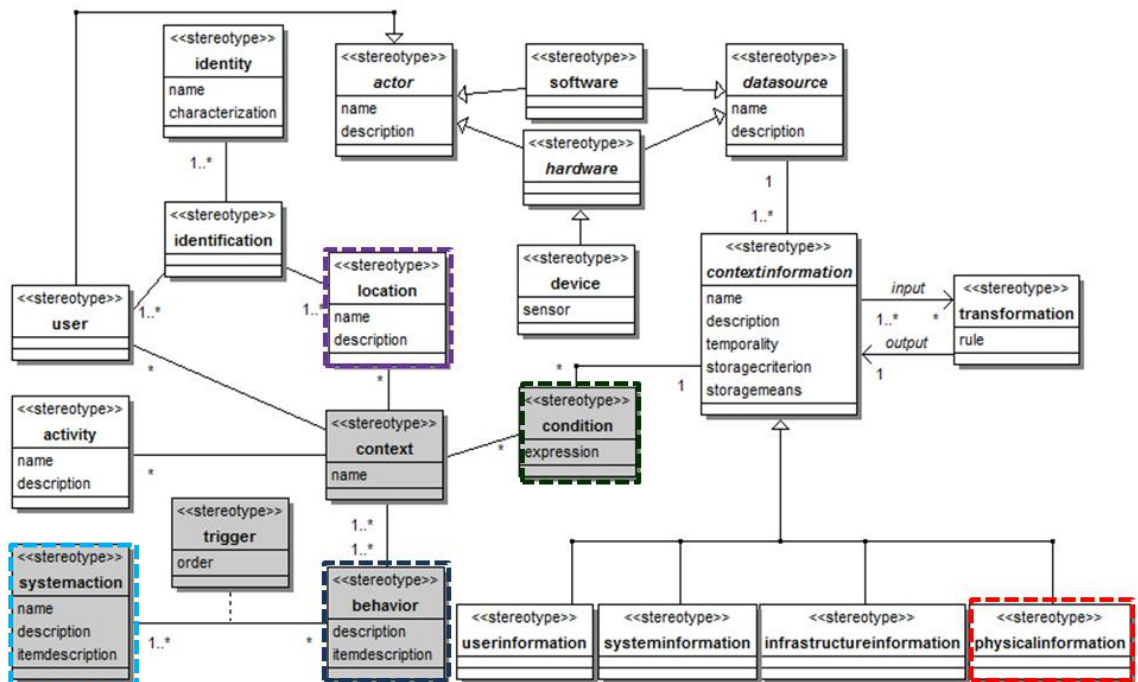 <<stereotype>>
identity
name
characterization
<<stereotype>>
actor
name
description
<<stereotype>>
software
<<stereotype>>
datasource
name
description
<<stereotype>>
hardware
1..*
1
1..*
<<stereotype>>
identification
<<stereotype>>
location
name
description
<<stereotype>>
device
sensor
<<stereotype>>
contextinformation
name
description
temporality
storagecriterion
storagemeans
input
1..*
*
output
1
<<stereotype>>
transformation
rule
<<stereotype>>
user
1..*
1..*
*
*
*
1
<<stereotype>>
activity
name
description
*
<<stereotype>>
context
name
*
<<stereotype>>
condition
expression
<<stereotype>>
trigger
order
1..*
1..*
<<stereotype>>
systemaction
name
description
itemdescription
1..*
*
<<stereotype>>
behavior
description
itemdescription
<<stereotype>>
userinformation
<<stereotype>>
systeminformation
<<stereotype>>
infrastructureinformation
<<stereotype>>
physicalinformation